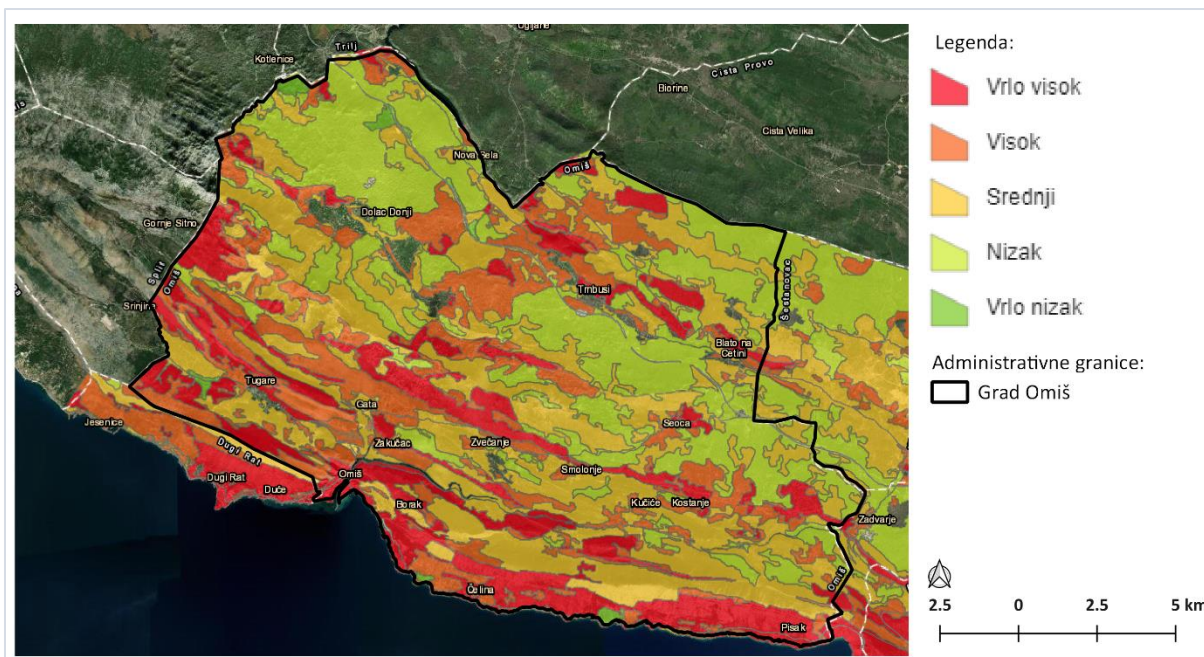 Ugljane
Trilj
Kotlenice
Cista Provo
Biorine
Cista Velika
Nova Sela
Omiš
Dolac Donji
Gornje Sitno
Split
Omiš
Srinjine
Šestanovac
Trnbusi
Blato na
Cetini
Tugare
Gata
Jesenice
Zakučac
Zvečanje
Seoca
Dugi Rat
Dugi Rat
Duće
Omiš
Smolonje
Borak
Kučiće
Kostanje
Zadvarje
Omiš
Čelina
Pisak
Legenda:
Vrlo visok
Visok
Srednji
Nizak
Vrlo nizak
Administrativne granice:
Grad Omiš
2.5 0 2.5 5 km